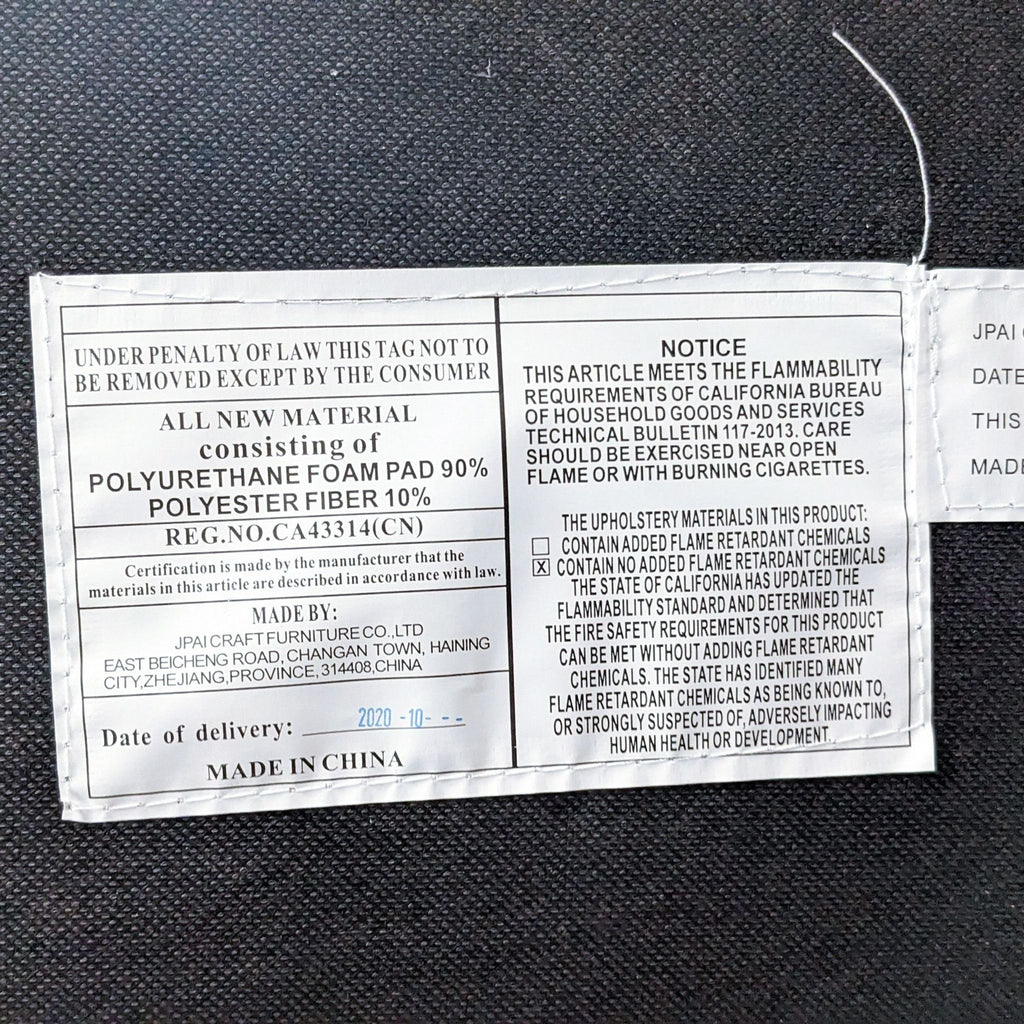 UNDER PENALTY OF LAW THIS TAG NOT TO
BE REMOVED EXCEPT BY THE CONSUMER
ALL NEW MATERIAL
consisting of
POLYURETHANE FOAM PAD 90%
POLYESTER FIBER 10%
REG.NO.CA43314(CN)
Certification is made by the manufacturer that the
materials in this article are described in accordance with law.
MADE BY:
JPAI CRAFT FURNITURE CO.,LTD
EAST BEICHENG ROAD, CHANGAN TOWN, HAINING
CITY,ZHEJIANG,PROVINCE, 314408,CHINA
Date of delivery: 2020 -10- - -
MADE IN CHINA
NOTICE
THIS ARTICLE MEETS THE FLAMMABILITY
REQUIREMENTS OF CALIFORNIA BUREAU
OF HOUSEHOLD GOODS AND SERVICES
TECHNICAL BULLETIN 117-2013. CARE
SHOULD BE EXERCISED NEAR OPEN
FLAME OR WITH BURNING CIGARETTES.
THE UPHOLSTERY MATERIALS IN THIS PRODUCT:
CONTAIN ADDED FLAME RETARDANT CHEMICALS
X CONTAIN NO ADDED FLAME RETARDANT CHEMICALS
THE STATE OF CALIFORNIA HAS UPDATED THE
FLAMMABILITY STANDARD AND DETERMINED THAT
THE FIRE SAFETY REQUIREMENTS FOR THIS PRODUCT
CAN BE MET WITHOUT ADDING FLAME RETARDANT
CHEMICALS. THE STATE HAS IDENTIFIED MANY
FLAME RETARDANT CHEMICALS AS BEING KNOWN TO,
OR STRONGLY SUSPECTED OF, ADVERSELY IMPACTING
HUMAN HEALTH OR DEVELOPMENT.
JPAI
DATE
THIS
MADE